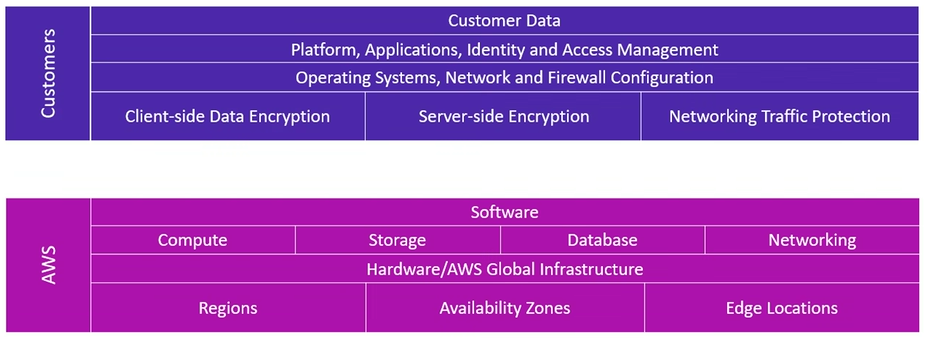 Customers
Customer Data
Platform, Applications, Identity and Access Management
Operating Systems, Network and Firewall Configuration
Client-side Data Encryption
Server-side Encryption
Networking Traffic Protection
AWS
Software
Compute
Storage
Database
Networking
Hardware/AWS Global Infrastructure
Regions
Availability Zones
Edge Locations